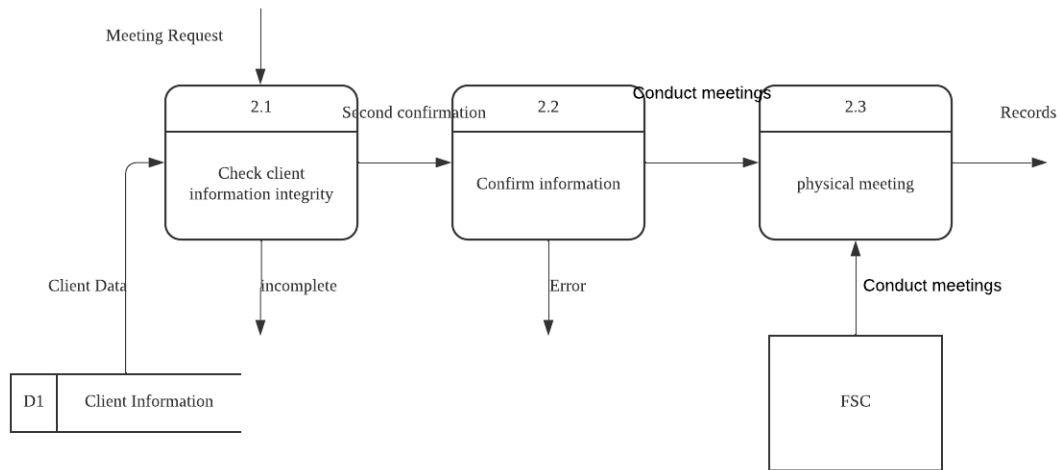 Meeting Request
2.1
Check client
information integrity
Second confirmation
2.2
Confirm information
Conduct meetings
2.3
physical meeting
Records
Client Data
incomplete
Error
Conduct meetings
D1
Client Information
FSC